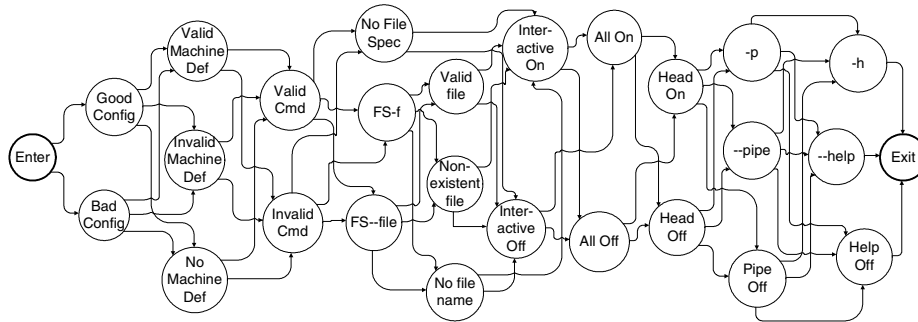 Enter
Good
Config
Bad
Config
Valid
Machine
Def
Invalid
Machine
Def
No
Machine
Def
Valid
Cmd
Invalid
Cmd
No File
Spec
FS-f
FS--file
Valid
file
Non-
existent
file
No file
name
Inter-
active
On
Inter-
active
Off
All On
All Off
Head
On
Head
Off
-p
--pipe
Pipe
Off
-h
--help
Help
Off
Exit